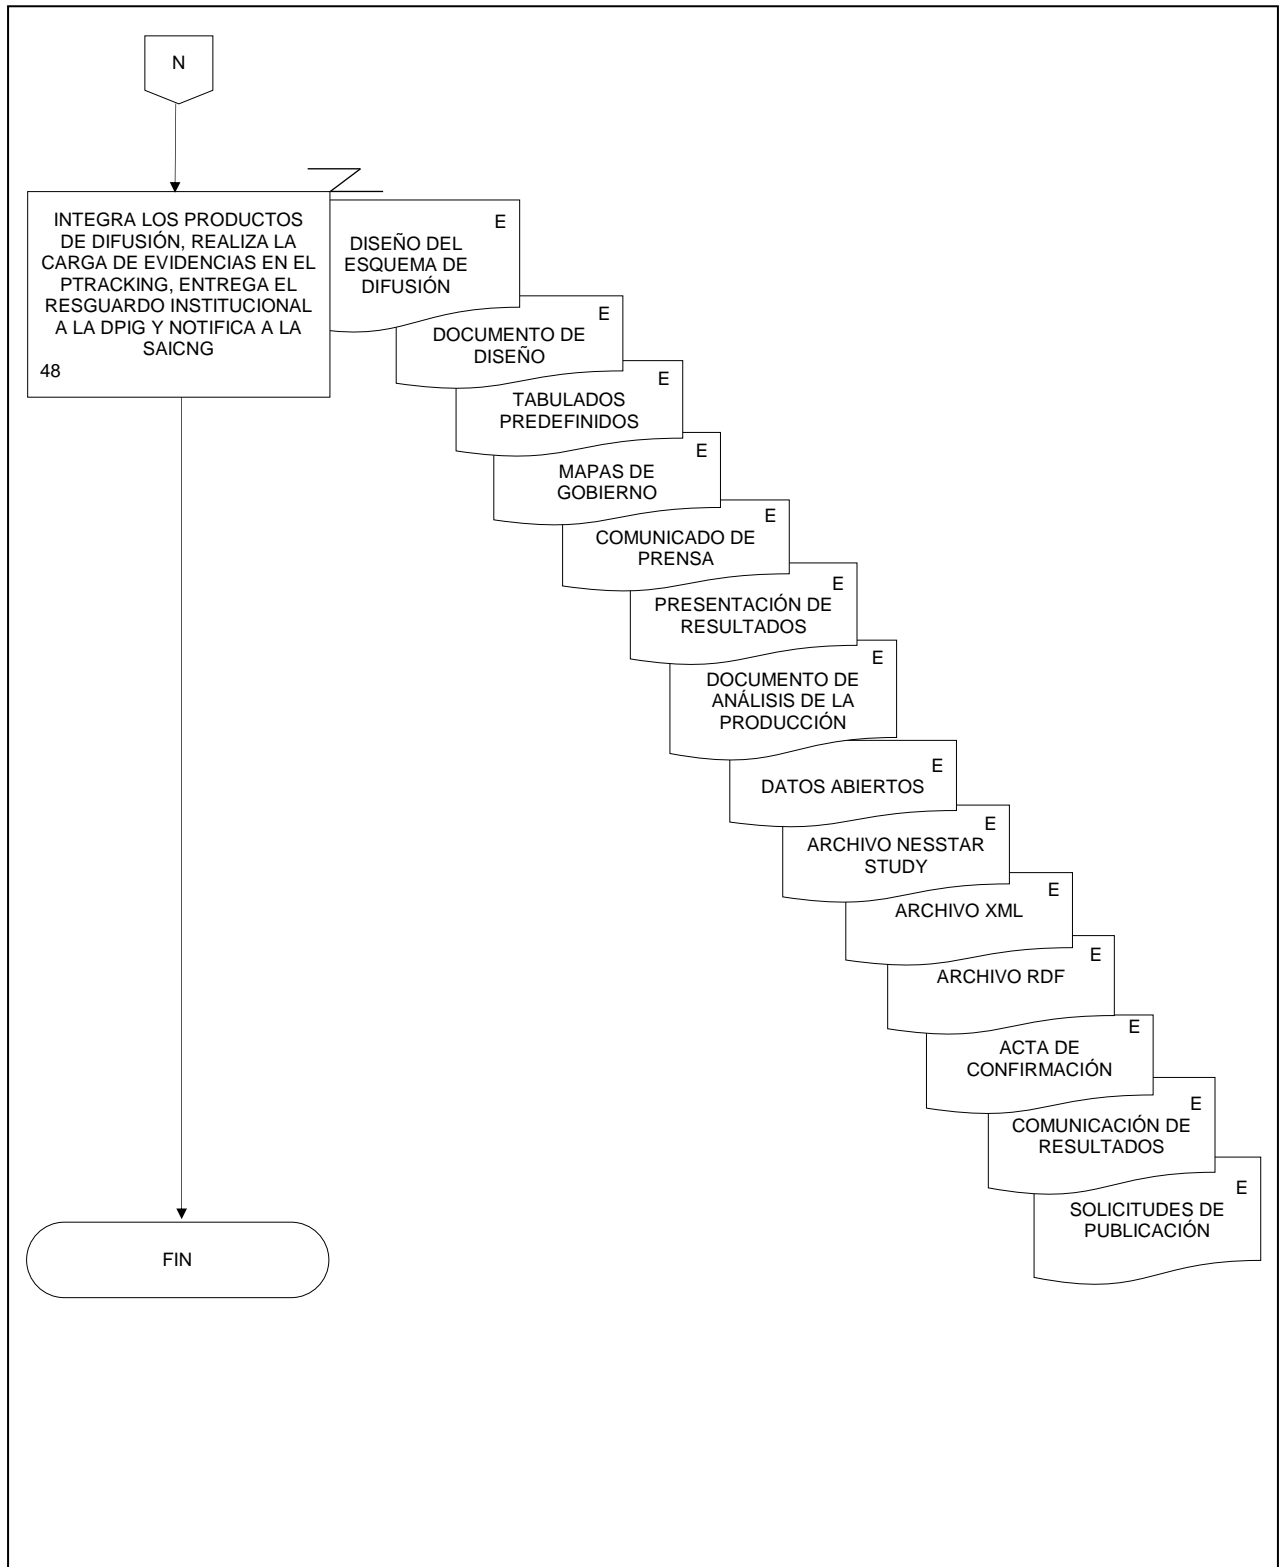 N
INTEGRA LOS PRODUCTOS
DE DIFUSIÓN, REALIZA LA
CARGA DE EVIDENCIAS EN EL
PTRACKING, ENTREGA EL
RESGUARDO INSTITUCIONAL
A LA DPIG Y NOTIFICA A LA
SAICNG
48
E
DISEÑO DEL
ESQUEMA DE
DIFUSIÓN
E
DOCUMENTO DE
DISEÑO
E
TABULADOS
PREDEFINIDOS
E
MAPAS DE
GOBIERNO
E
COMUNICADO DE
PRENSA
E
PRESENTACIÓN DE
RESULTADOS
E
DOCUMENTO DE
ANÁLISIS DE LA
PRODUCCIÓN
E
DATOS ABIERTOS
E
ARCHIVO NESSTAR
STUDY
E
ARCHIVO XML
E
ARCHIVO RDF
E
ACTA DE
CONFIRMACIÓN
E
COMUNICACIÓN DE
RESULTADOS
E
SOLICITUDES DE
PUBLICACIÓN
FIN